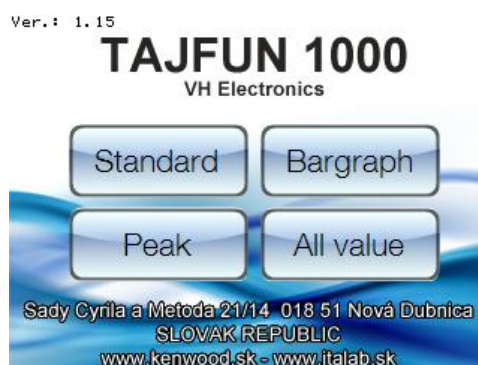 Ver.: 1.15
TAJFUN 1000
VH Electronics
Standard Bargraph
Peak All value
Sady Cyrila a Metoda 21/14 018 51 Nová Dubnica
SLOVAK REPUBLIC
www.kenwood.sk - www.italab.sk